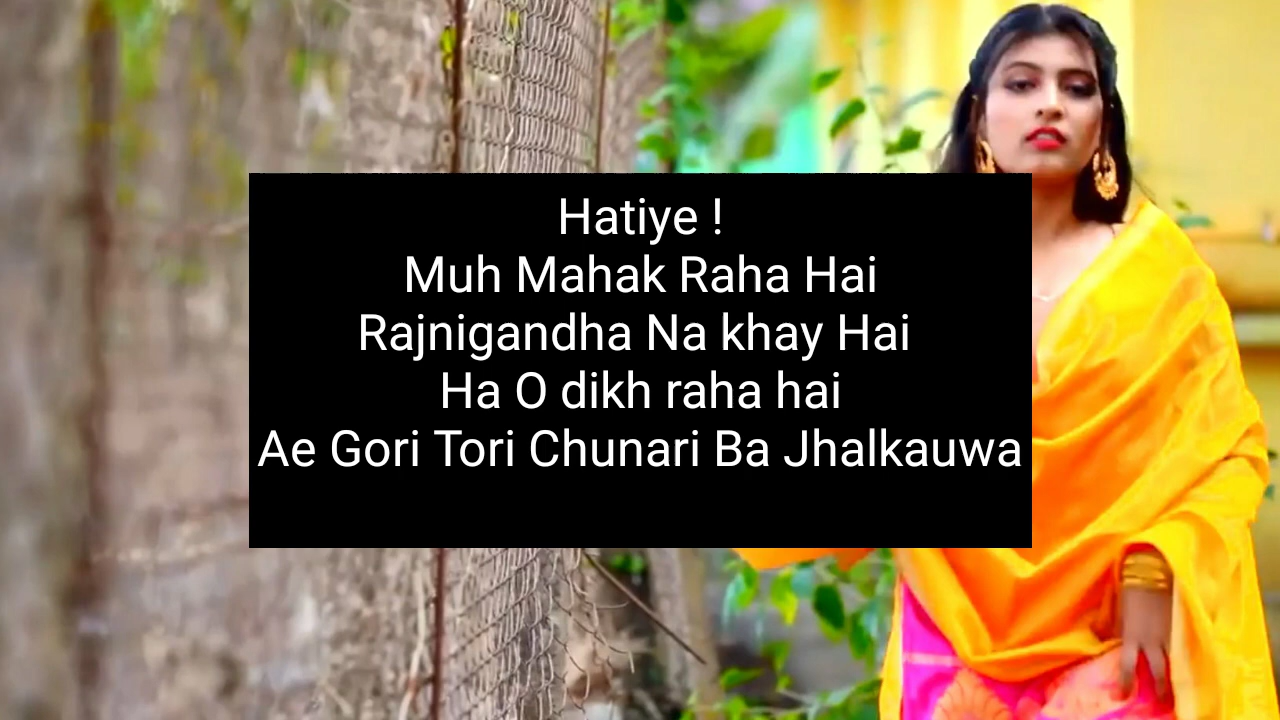 Hatiye !
Muh Mahak Raha Hai
Rajnigandha Na khay Hai
Ha O dikh raha hai
Ae Gori Tori Chunari Ba Jhalkauwa